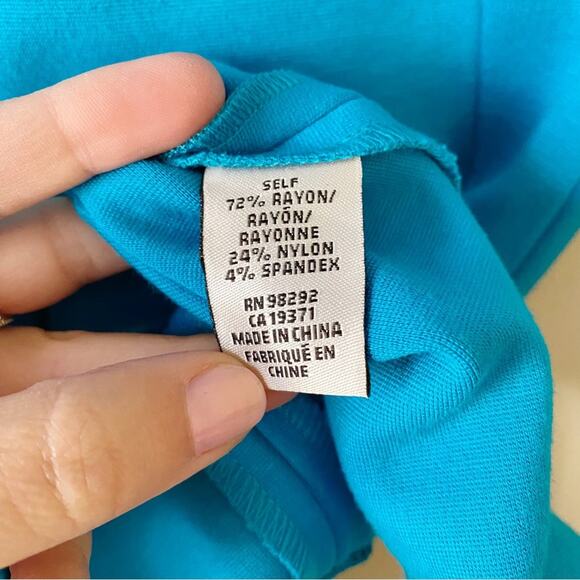 SELF
72% RAYON/
RAYÓN/
RAYONNE
24% NYLON
4% SPANDEX
RN 98292
CA 19371
MADE IN CHINA
FABRIQUÉ EN
CHINE